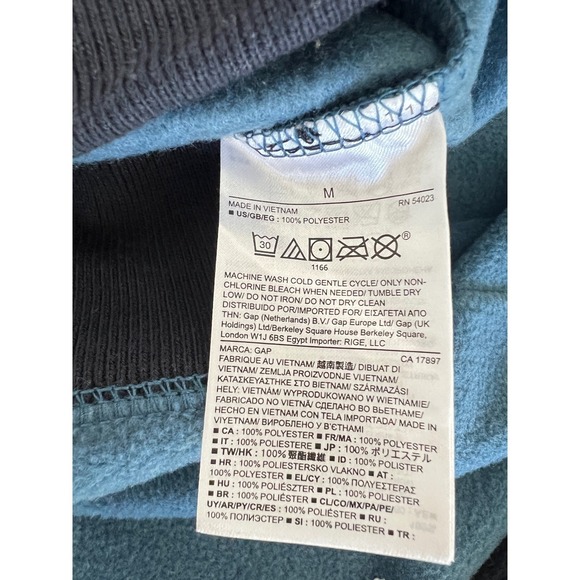 M
MADE IN VIETNAM RN 54023
■ US/GB/EG : 100% POLYESTER
30
1166
MACHINE WASH COLD GENTLE CYCLE/ ONLY NON-
CHLORINE BLEACH WHEN NEEDED/ TUMBLE DRY
LOW/ DO NOT IRON/ DO NOT DRY CLEAN
DISTRIBUIDO POR/IMPORTED FOR/ ΕΙΣΑΓΕΤΑΙ ΑΠΟ
THN: Gap (Netherlands) B.V./ Gap Europe Ltd/ Gap (UK
Holdings) Ltd/Berkeley Square House Berkeley Square,
London W1J 6BS Egypt Importer: RIGE, LLC
MARCA: GAP CA 17897
FABRIQUE AU VIETNAM/ 越南製造/ DIBUAT DI
VIETNAM/ ZEMLJA PROIZVODNJE VIJETNAM/
ΚΑΤΑΣΚΕΥΑΣΤΗΚΕ ΣΤΟ ΒΙΕΤΝΑΜ/ SZÁRMAZÁSI
HELY: VIETNÁM/ WYPRODUKOWANO W WIETNAMIE/
FABRICADO NO VIETNÃ/ СДЕЛАНО ВО ВЬЕТНАМЕ/
HECHO EN VIETNAM CON TELA IMPORTADA/ MADE IN
VIYETNAM/ ВИРОБЛЕНО У В'ЄТНАМІ
■ CA : 100% POLYESTER ■ FR/MA : 100% POLYESTER
■ IT : 100% POLIESTERE ■ JP : 100% ポリエステル
■ TW/HK : 100% 聚酯纖維 ■ ID : 100% POLISTER
■ HR : 100% POLIESTERSKO VLAKNO ■ AT :
100% POLYESTER ■ EL/CY : 100% ΠΟΛΥΕΣΤΕΡΑΣ
■ HU : 100% POLIÉSZTER ■ PL : 100% POLIESTER
■ BR : 100% POLIÉSTER ■ CL/CO/MX/PA/PE/
UY/AR/PY/CR/ES : 100% POLIÉSTER ■ RU :
100% ПОЛИЭСТЕР ■ SI : 100% POLIESTER ■ TR :